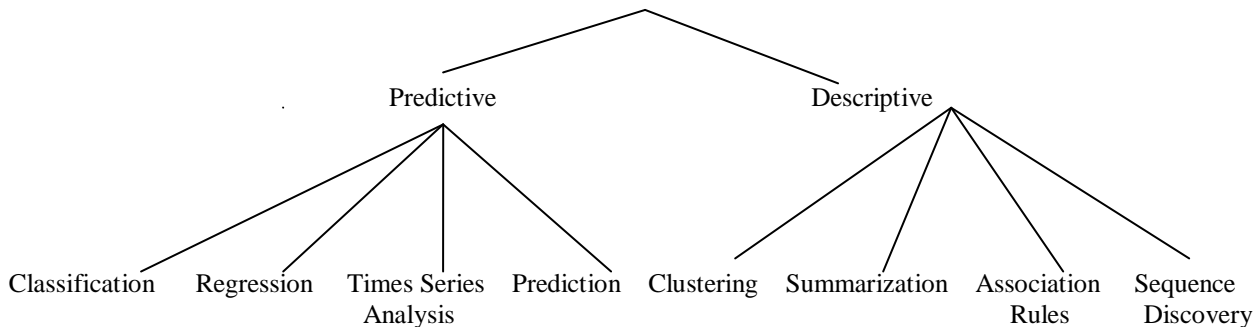 Predictive Descriptive
Classification Regression Times Series Prediction Clustering Summarization Association Sequence
Analysis Rules Discovery